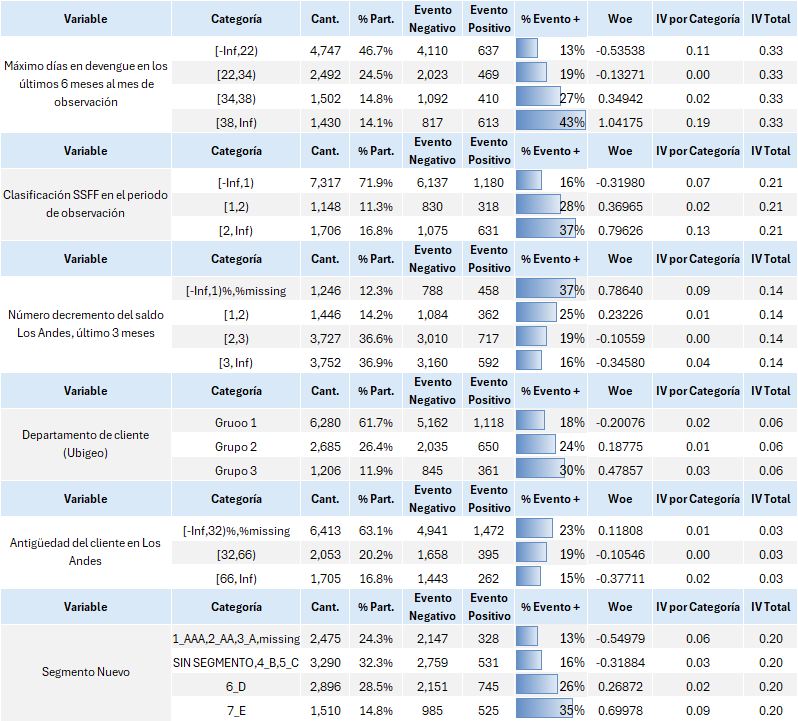 Variable Categoría Cant. % Part. Evento Negativo Evento Positivo % Evento + Woe IV por Categoría IV Total
Máximo días en devengue en los últimos 6 meses al mes de observación
[-Inf,22) 4,747 46.7% 4,110 637 13% -0.53538 0.11 0.33
[22,34) 2,492 24.5% 2,023 469 19% -0.13271 0.00 0.33
[34,38) 1,502 14.8% 1,092 410 27% 0.34942 0.02 0.33
[38, Inf) 1,430 14.1% 817 613 43% 1.04175 0.19 0.33
Variable Categoría Cant. % Part. Evento Negativo Evento Positivo % Evento + Woe IV por Categoría IV Total
Clasificación SSFF en el periodo de observación
[-Inf,1) 7,317 71.9% 6,137 1,180 16% -0.31980 0.07 0.21
[1,2) 1,148 11.3% 830 318 28% 0.36965 0.02 0.21
[2, Inf) 1,706 16.8% 1,075 631 37% 0.79626 0.13 0.21
Variable Categoría Cant. % Part. Evento Negativo Evento Positivo % Evento + Woe IV por Categoría IV Total
Número decremento del saldo Los Andes, último 3 meses
[-Inf,1)%,%missing 1,246 12.3% 788 458 37% 0.78640 0.09 0.14
[1,2) 1,446 14.2% 1,084 362 25% 0.23226 0.01 0.14
[2,3) 3,727 36.6% 3,010 717 19% -0.10559 0.00 0.14
[3, Inf) 3,752 36.9% 3,160 592 16% -0.34580 0.04 0.14
Variable Categoría Cant. % Part. Evento Negativo Evento Positivo % Evento + Woe IV por Categoría IV Total
Departamento de cliente (Ubigeo)
Gruoo 1 6,280 61.7% 5,162 1,118 18% -0.20076 0.02 0.06
Grupo 2 2,685 26.4% 2,035 650 24% 0.18775 0.01 0.06
Grupo 3 1,206 11.9% 845 361 30% 0.47857 0.03 0.06
Variable Categoría Cant. % Part. Evento Negativo Evento Positivo % Evento + Woe IV por Categoría IV Total
Antigüedad del cliente en Los Andes
[-Inf,32)%,%missing 6,413 63.1% 4,941 1,472 23% 0.11808 0.01 0.03
[32,66) 2,053 20.2% 1,658 395 19% -0.10546 0.00 0.03
[66, Inf) 1,705 16.8% 1,443 262 15% -0.37711 0.02 0.03
Variable Categoría Cant. % Part. Evento Negativo Evento Positivo % Evento + Woe IV por Categoría IV Total
Segmento Nuevo
1_AAA,2_AA,3_A,missing 2,475 24.3% 2,147 328 13% -0.54979 0.06 0.20
SIN SEGMENTO,4_B,5_C 3,290 32.3% 2,759 531 16% -0.31884 0.03 0.20
6_D 2,896 28.5% 2,151 745 26% 0.26872 0.02 0.20
7_E 1,510 14.8% 985 525 35% 0.69978 0.09 0.20